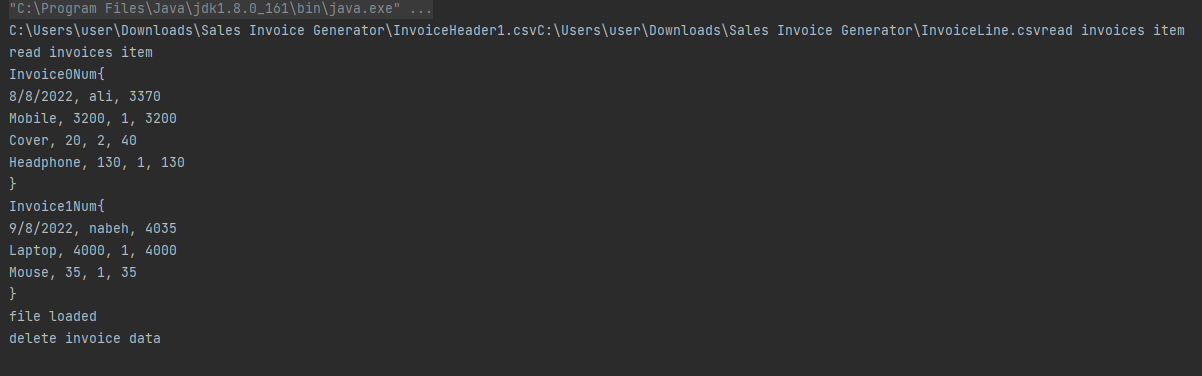 "C:\Program Files\Java\jdk1.8.0_161\bin\java.exe" ...
C:\Users\user\Downloads\Sales Invoice Generator\InvoiceHeader1.csvC:\Users\user\Downloads\Sales Invoice Generator\InvoiceLine.csvread invoices item
read invoices item
Invoice0Num{
8/8/2022, ali, 3370
Mobile, 3200, 1, 3200
Cover, 20, 2, 40
Headphone, 130, 1, 130
}
Invoice1Num{
9/8/2022, nabeh, 4035
Laptop, 4000, 1, 4000
Mouse, 35, 1, 35
}
file loaded
delete invoice data